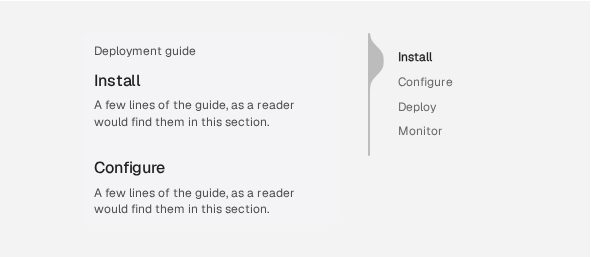 Deployment guide
Install
A few lines of the guide, as a reader
would find them in this section.
Configure
A few lines of the guide, as a reader
would find them in this section.
Install
Configure
Deploy
Monitor